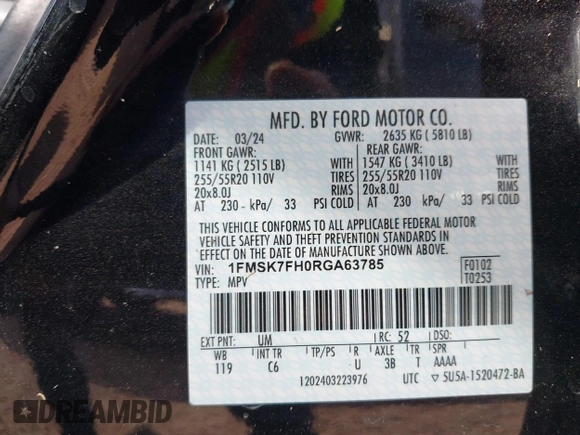 MFD. BY FORD MOTOR CO.
DATE: 03/24 GVWR: 2635 KG ( 5810 LB)
FRONT GAWR: REAR GAWR:
1141 KG ( 2515 LB) WITH 1547 KG ( 3410 LB) WITH
255/55R20 110V TIRES 255/55R20 110V TIRES
20x8.0J RIMS 20x8.0J RIMS
AT 230 - kPa/ 33 PSI COLD AT 230 kPa/ 33 PSI COLD
THIS VEHICLE CONFORMS TO ALL APPLICABLE FEDERAL MOTOR
VEHICLE SAFETY AND THEFT PREVENTION STANDARDS IN
EFFECT ON THE DATE OF MANUFACTURE SHOWN ABOVE.
VIN: 1FMSK7FH0RGA63785 F0102
TYPE: MPV T0253
EXT PNT: UM RC: 52 DSO:
WB INT TR TP/PS R AXLE TR SPR
119 C6 U 3B T AAAA
1202403223976 UTC ▽ 5U5A-1520472-BA
DREAMBID.COM